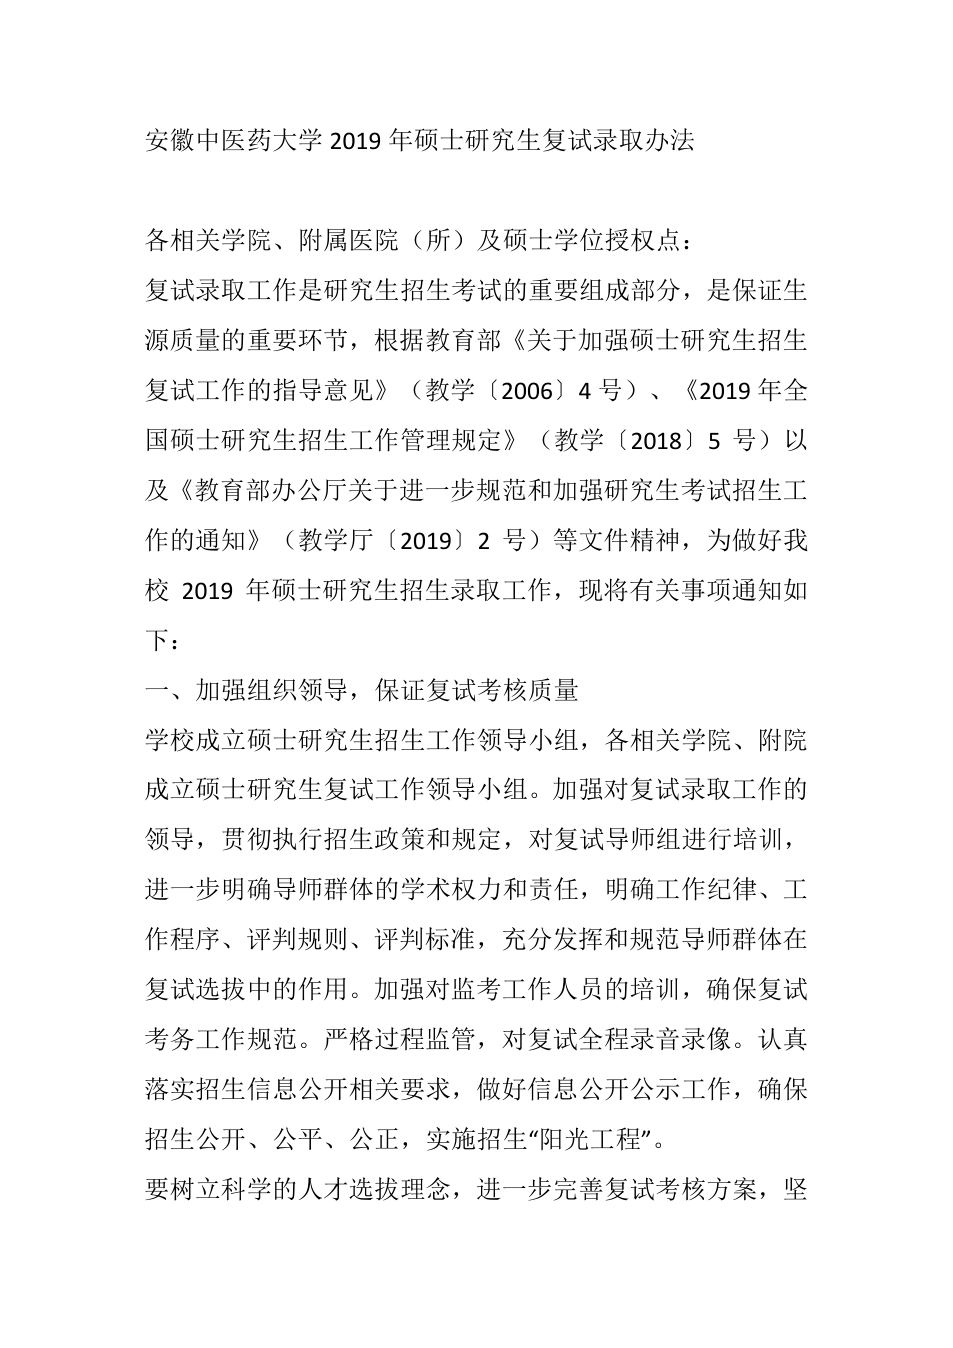 安徽中医药大学 2019 年硕士研究生复试录取办法
各相关学院、附属医院（所）及硕士学位授权点：
复试录取工作是研究生招生考试的重要组成部分，是保证生
源质量的重要环节，根据教育部《关于加强硕士研究生招生
复试工作的指导意见》（教学〔2006〕4 号）、《2019 年全
国硕士研究生招生工作管理规定》（教学〔2018〕5 号）以
及《教育部办公厅关于进一步规范和加强研究生考试招生工
作的通知》（教学厅〔2019〕2 号）等文件精神，为做好我
校 2019 年硕士研究生招生录取工作，现将有关事项通知如
下：
一、加强组织领导，保证复试考核质量
学校成立硕士研究生招生工作领导小组，各相关学院、附院
成立硕士研究生复试工作领导小组。加强对复试录取工作的
领导，贯彻执行招生政策和规定，对复试导师组进行培训，
进一步明确导师群体的学术权力和责任，明确工作纪律、工
作程序、评判规则、评判标准，充分发挥和规范导师群体在
复试选拔中的作用。加强对监考工作人员的培训，确保复试
考务工作规范。严格过程监管，对复试全程录音录像。认真
落实招生信息公开相关要求，做好信息公开公示工作，确保
招生公开、公平、公正，实施招生“阳光工程”。
要树立科学的人才选拔理念，进一步完善复试考核方案，坚